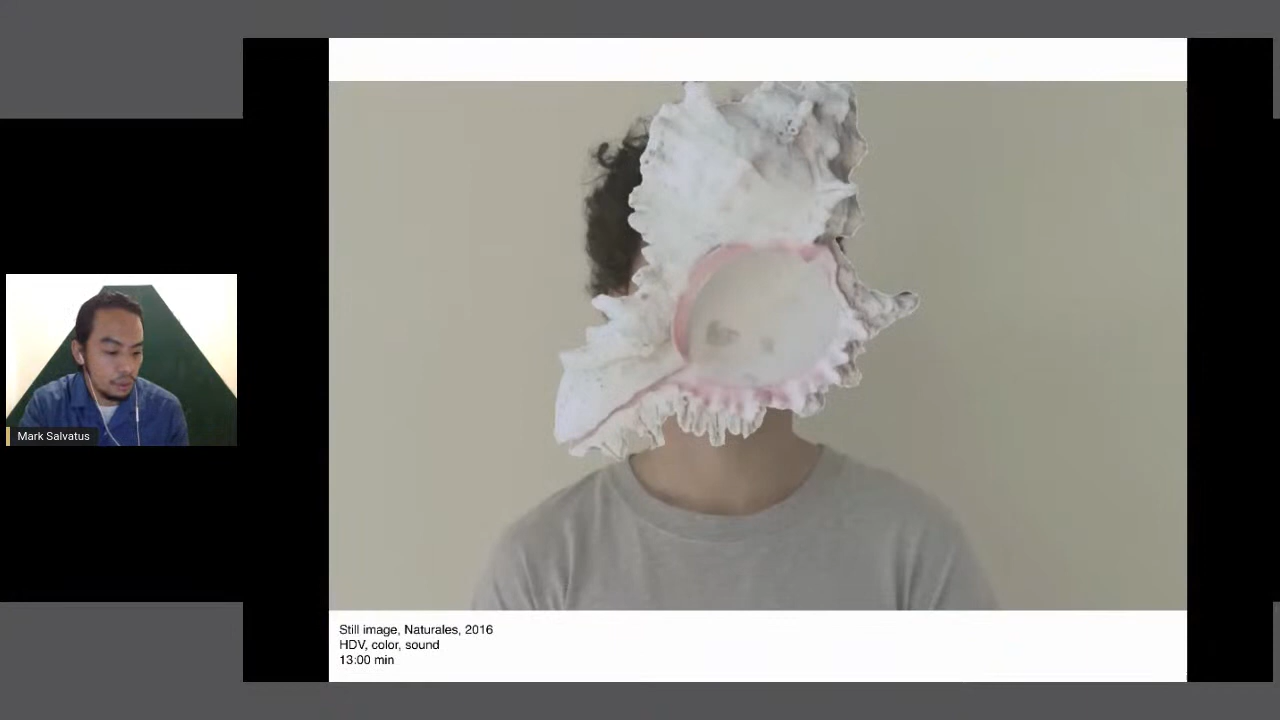 Mark Salvatus
Still image, Naturales, 2016
HDV, color, sound
13:00 min